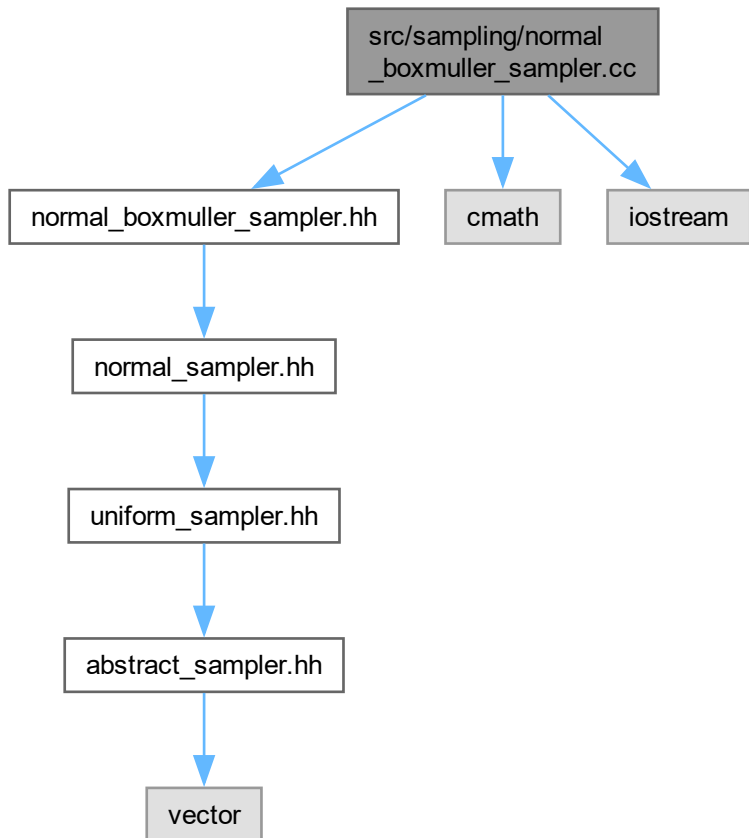 src/sampling/normal
_boxmuller_sampler.cc
normal_boxmuller_sampler.hh
cmath
iostream
normal_sampler.hh
uniform_sampler.hh
abstract_sampler.hh
vector